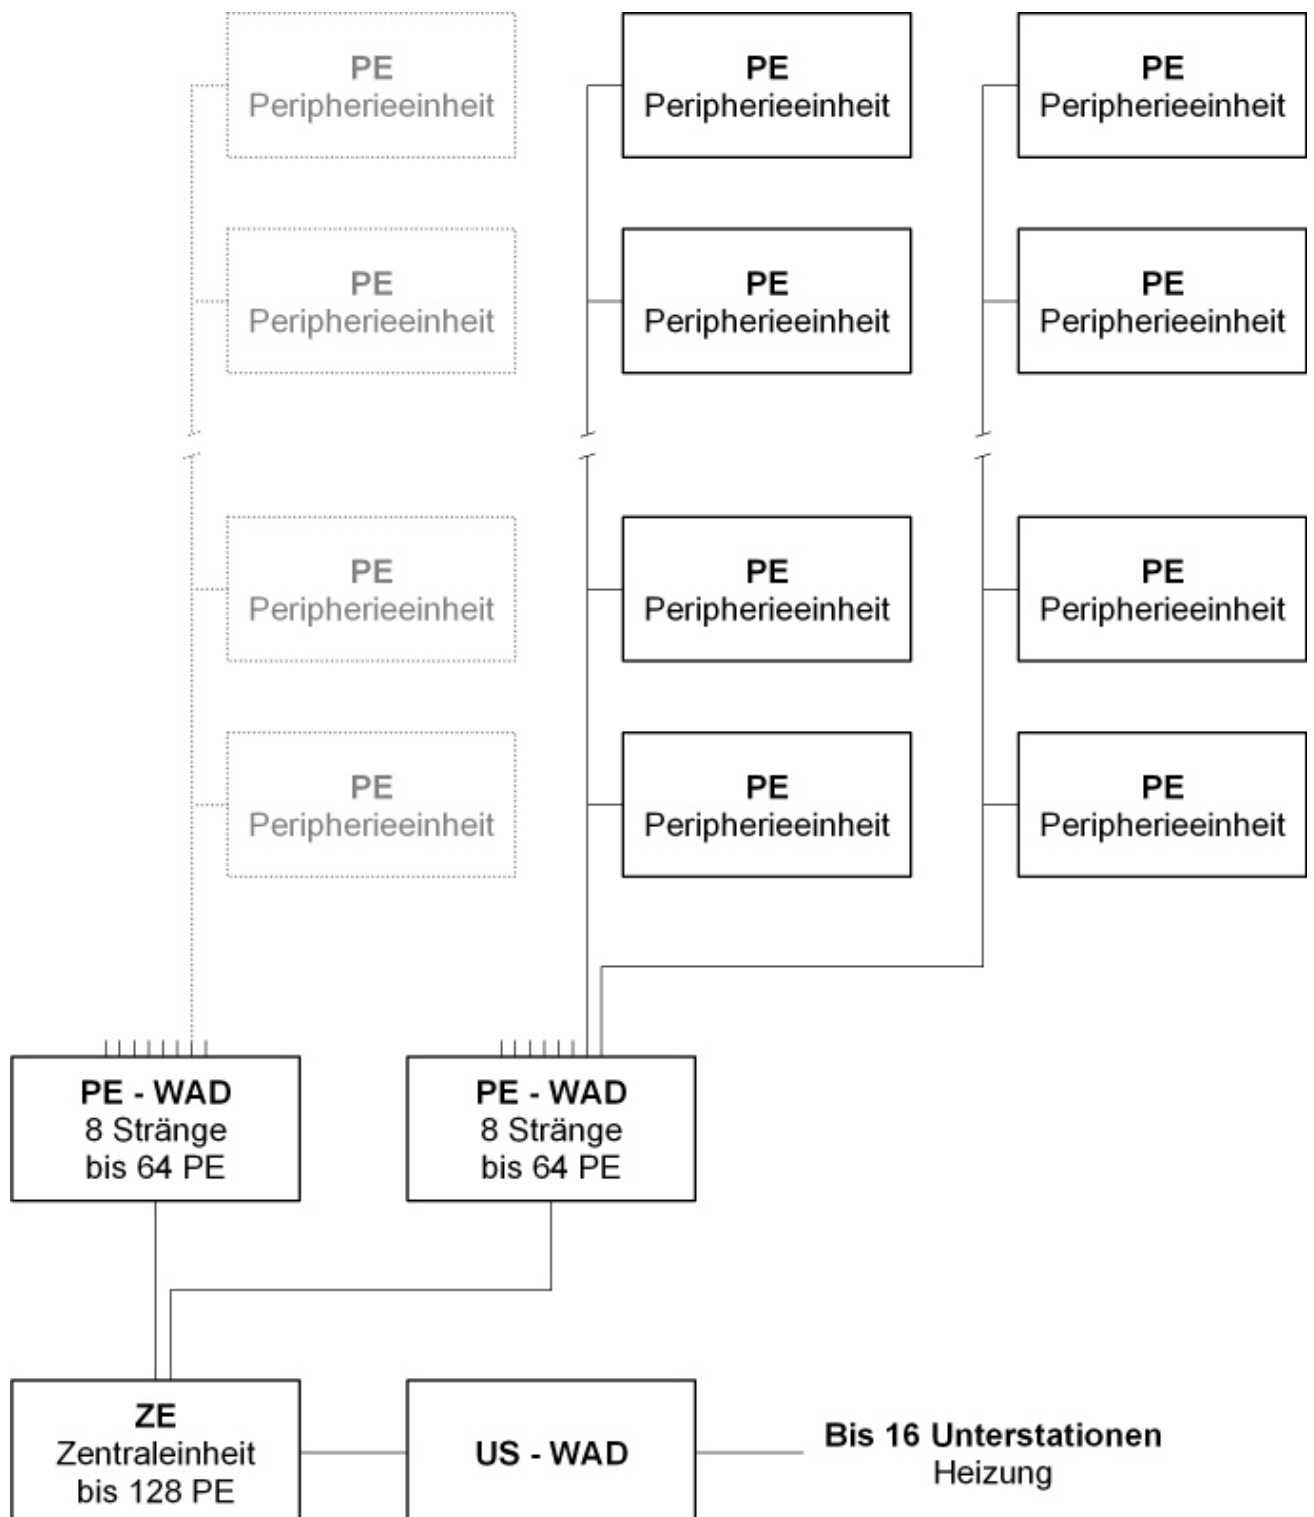 PE
Peripherieeinheit
PE
Peripherieeinheit
PE
Peripherieeinheit
PE
Peripherieeinheit
PE
Peripherieeinheit
PE
Peripherieeinheit
PE
Peripherieeinheit
PE
Peripherieeinheit
PE
Peripherieeinheit
PE
Peripherieeinheit
PE
Peripherieeinheit
PE
Peripherieeinheit
PE - WAD
8 Stränge
bis 64 PE
PE - WAD
8 Stränge
bis 64 PE
ZE
Zentraleinheit
bis 128 PE
US - WAD
Bis 16 Unterstationen
Heizung